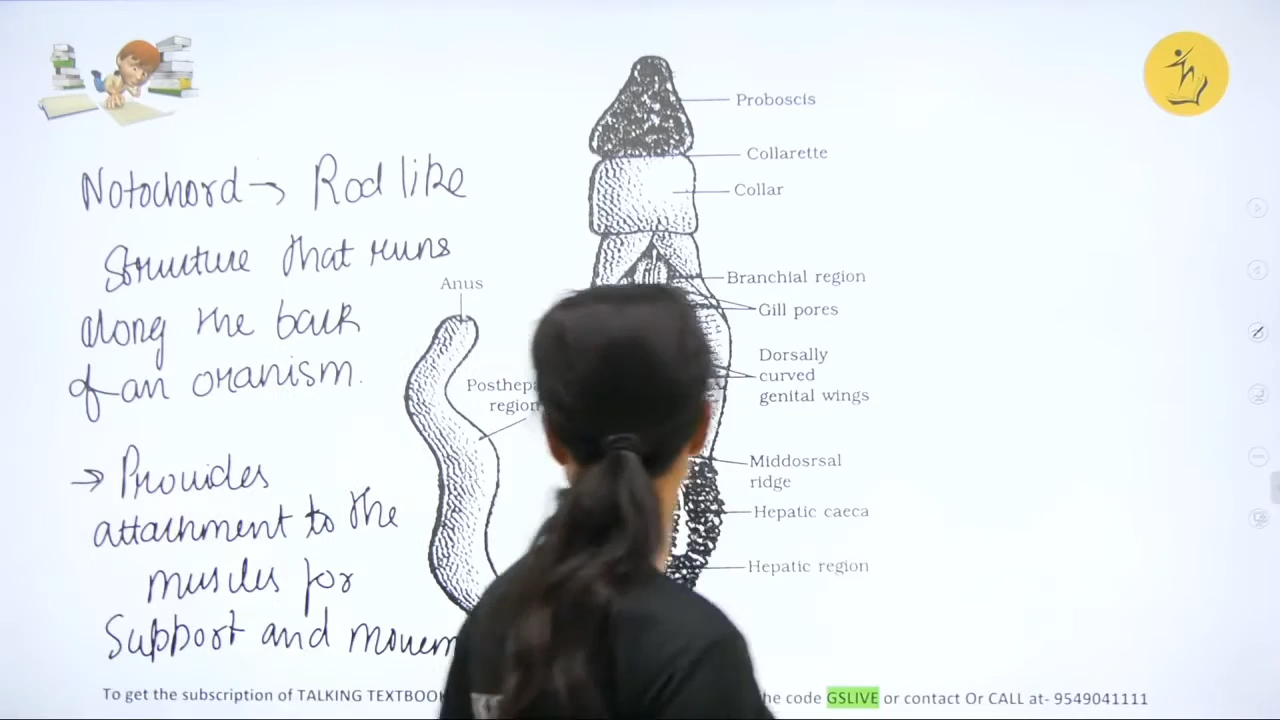 Notochord → Rod like
Structure that runs
along the back
of an oranism.
→ Provides
attachment to the
muscles for
Support and movem
Anus
Posthepa
region
Proboscis
Collarette
Collar
Branchial region
Gill pores
Dorsally
curved
genital wings
Middosrsal
ridge
Hepatic caeca
Hepatic region
To get the subscription of TALKING TEXTBOO he code GSLIVE or contact Or CALL at- 9549041111